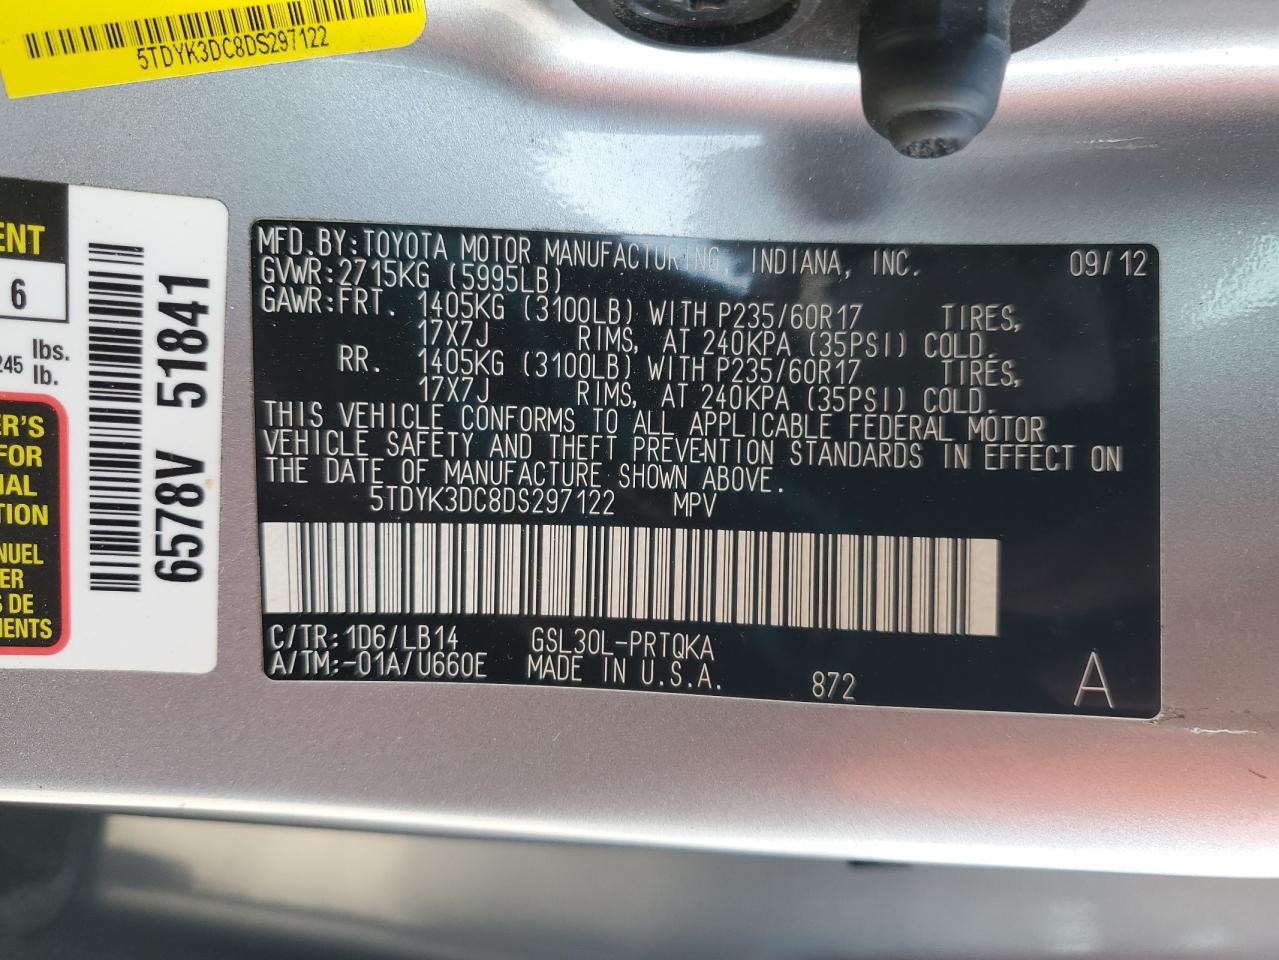 5TDYK3DC8DS297122
ENT
6
245 lbs.
lb.
ER'S
FOR
IAL
TION
NUEL
ER
S DE
MENTS
6578V 51841
MFD.BY:TOYOTA MOTOR MANUFACTURING, INDIANA, INC. 09/12
GVWR:2715KG (5995LB)
GAWR:FRT. 1405KG (3100LB) WITH P235/60R17 TIRES,
17X7J RIMS, AT 240KPA (35PSI) COLD.
RR. 1405KG (3100LB) WITH P235/60R17 TIRES,
17X7J RIMS, AT 240KPA (35PSI) COLD.
THIS VEHICLE CONFORMS TO ALL APPLICABLE FEDERAL MOTOR
VEHICLE SAFETY AND THEFT PREVENTION STANDARDS IN EFFECT ON
THE DATE OF MANUFACTURE SHOWN ABOVE.
5TDYK3DC8DS297122 MPV
C/TR:1D6/LB14 GSL30L-PRTQKA
A/TM:-01A/U660E MADE IN U.S.A. 872 A